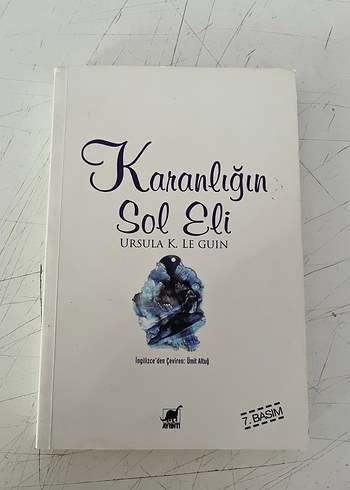 Karanlığın
Sol Eli
URSULA K. LE GUIN
İngilizce'den Çeviren: Ümit Altuğ
AYRINTI
7. BASIM